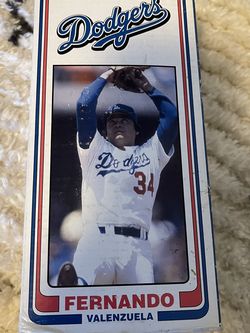 Dodgers
Dodgers
34
FERNANDO
VALENZUELA